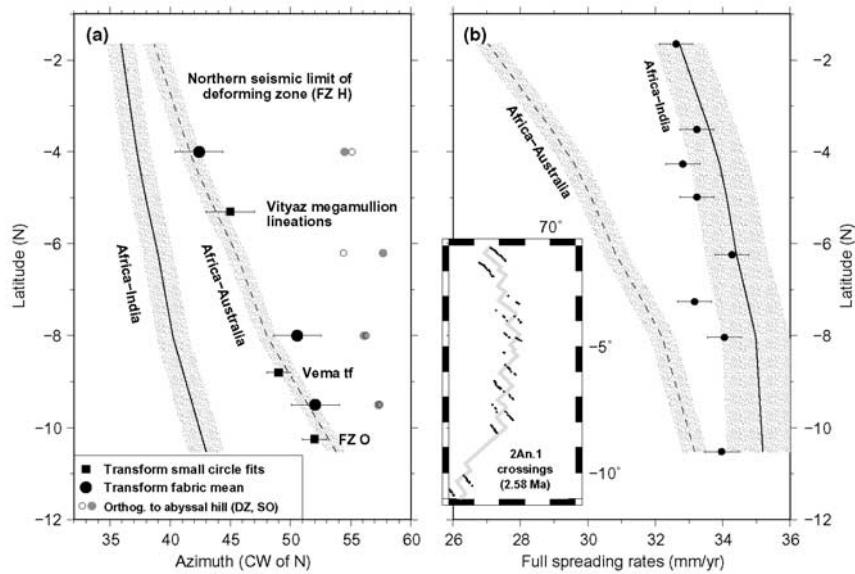 (a)
Northern seismic limit of
deforming zone (FZ H)
Vityaz megamullion
lineations
Africa–India
Africa–Australia
Vema tf
FZ O
Transform small circle fits
Transform fabric mean
Orthog. to abyssal hill (DZ, SO)
Latitude (N)
−2
−4
−6
−8
−10
−12
35
40
45
50
55
60
Azimuth (CW of N)
(b)
Africa–Australia
Africa–India
70°
−5°
−10°
2An.1
crossings
(2.58 Ma)
Latitude (N)
−2
−4
−6
−8
−10
−12
26
28
30
32
34
36
Full spreading rates (mm/yr)